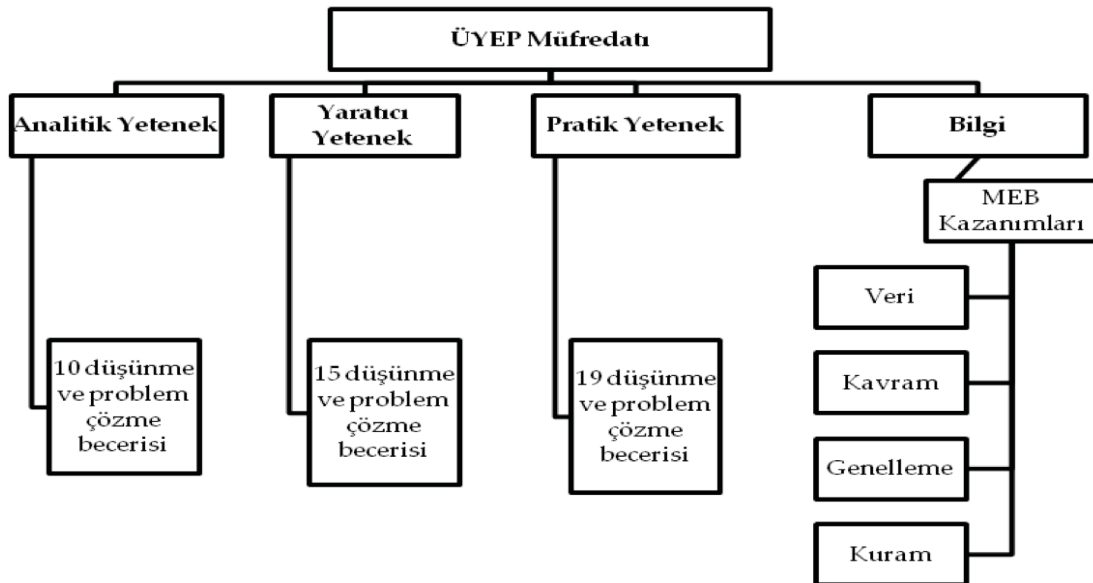 ÜYEP Müfredatı
Analitik Yetenek
Yaratıcı
Yetenek
Pratik Yetenek
Bilgi
MEB
Kazanımları
Veri
Kavram
Genelleme
Kuram
10 düşünme
ve problem
çözme
becerisi
15 düşünme
ve problem
çözme
becerisi
19 düşünme
ve problem
çözme
becerisi